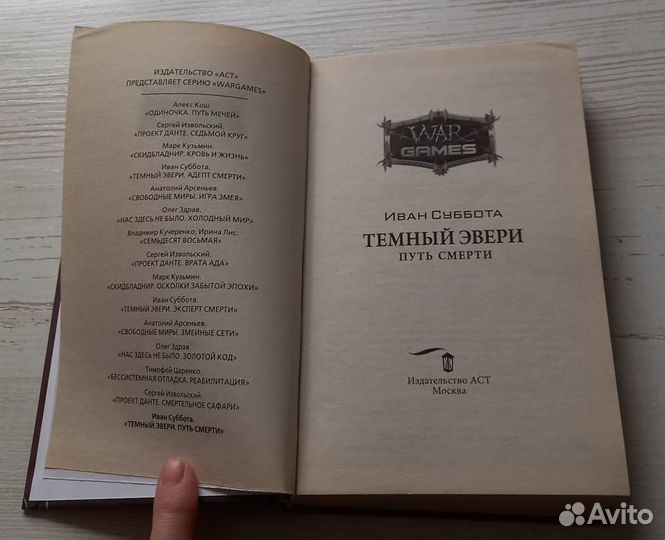 ИЗДАТЕЛЬСТВО «АСТ»
ПРЕДСТАВЛЯЕТ СЕРИЮ «WARGAMES»
Алекс Кош.
«ОДИНОЧКА. ПУТЬ МЕЧЕЙ»
Сергей Извольский.
«ПРОЕКТ ДАНТЕ. СЕДЬМОЙ КРУГ»
Марк Кузьмин.
«СКИДБЛАДНИР. КРОВЬ И ЖИЗНЬ»
Иван Суббота.
«ТЕМНЫЙ ЭВЕРИ. АДЕПТ СМЕРТИ»
Анатолий Арсеньев.
«СВОБОДНЫЕ МИРЫ. ИГРА ЗМЕЯ»
Олег Здрав.
«НАС ЗДЕСЬ НЕ БЫЛО. ХОЛОДНЫЙ МИР»
Владимир Кучеренко, Ирина Лис.
«СЕМЬДЕСЯТ ВОСЬМАЯ»
Сергей Извольский.
«ПРОЕКТ ДАНТЕ. ВРАТА АДА»
Марк Кузьмин.
«СКИДБЛАДНИР. ОСКОЛКИ ЗАБЫТОЙ ЭПОХИ»
Иван Суббота.
«ТЕМНЫЙ ЭВЕРИ. ЭКСПЕРТ СМЕРТИ»
Анатолий Арсеньев.
«СВОБОДНЫЕ МИРЫ. ЗМЕИНЫЕ СЕТИ»
Олег Здрав.
«НАС ЗДЕСЬ НЕ БЫЛО. ЗОЛОТОЙ КОД»
Тимофей Царенко.
«БЕССИСТЕМНАЯ ОТЛАДКА. РЕАБИЛИТАЦИЯ»
Сергей Извольский.
«ПРОЕКТ ДАНТЕ. СМЕРТЕЛЬНОЕ САФАРИ»
Иван Суббота.
«ТЕМНЫЙ ЭВЕРИ. ПУТЬ СМЕРТИ»
WAR
GAMES
ИВАН СУББОТА
ТЕМНЫЙ ЭВЕРИ
ПУТЬ СМЕРТИ
Издательство АСТ
Москва
Avito